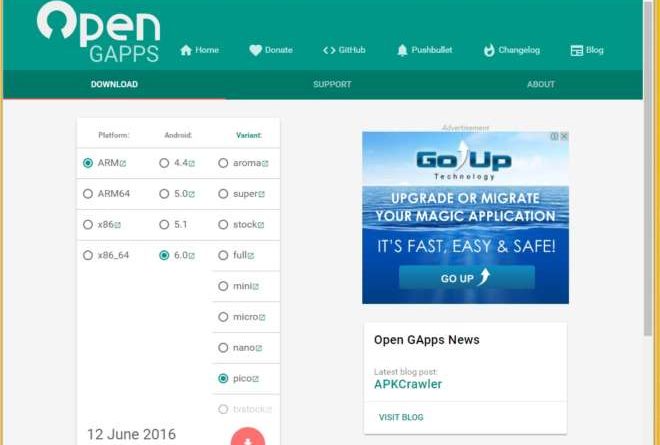 Open
GAPPS
Home
Donate
GitHub
Pushbullet
Changelog
Blog
DOWNLOAD
SUPPORT
ABOUT
Platform:
Android:
Variant:
ARM
4.4
aroma
ARM64
5.0
super
x86
5.1
stock
x86_64
6.0
full
mini
micro
nano
pico
tvstock
12 June 2016
Advertisement
Go Up
Technology
UPGRADE OR MIGRATE
YOUR MAGIC APPLICATION
IT'S FAST, EASY & SAFE!
GO UP
Open GApps News
Latest blog post:
APKCrawler
VISIT BLOG